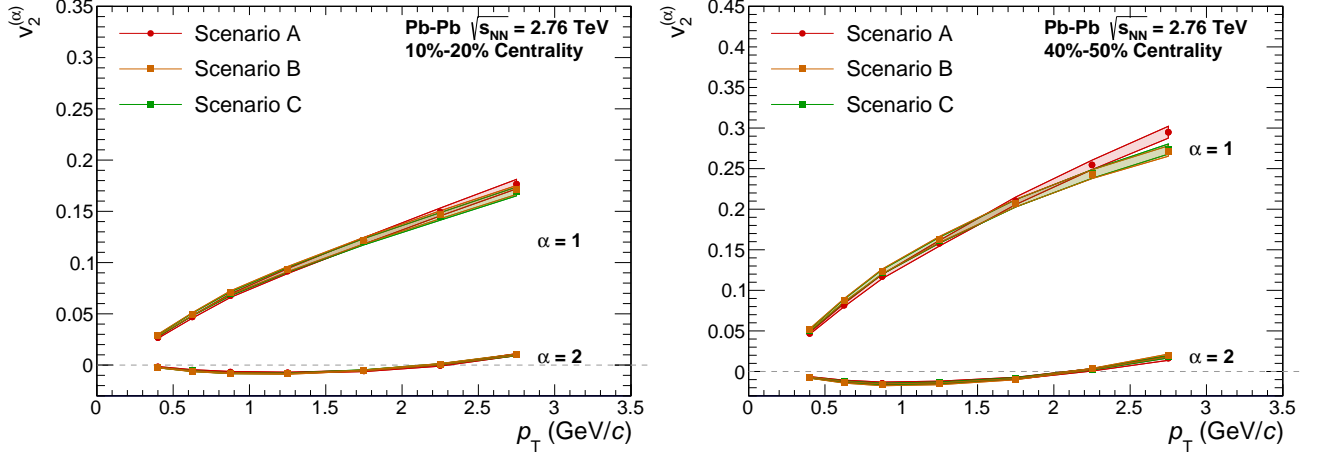 v₂^(α)
0.35
0.3
0.25
0.2
0.15
0.1
0.05
0
Scenario A
Scenario B
Scenario C
Pb-Pb √s_NN = 2.76 TeV
10%-20% Centrality
α = 1
α = 2
0 0.5 1 1.5 2 2.5 3 3.5
p_T (GeV/c)
v₂^(α)
0.45
0.4
0.35
0.3
0.25
0.2
0.15
0.1
0.05
0
Scenario A
Scenario B
Scenario C
Pb-Pb √s_NN = 2.76 TeV
40%-50% Centrality
α = 1
α = 2
0 0.5 1 1.5 2 2.5 3 3.5
p_T (GeV/c)